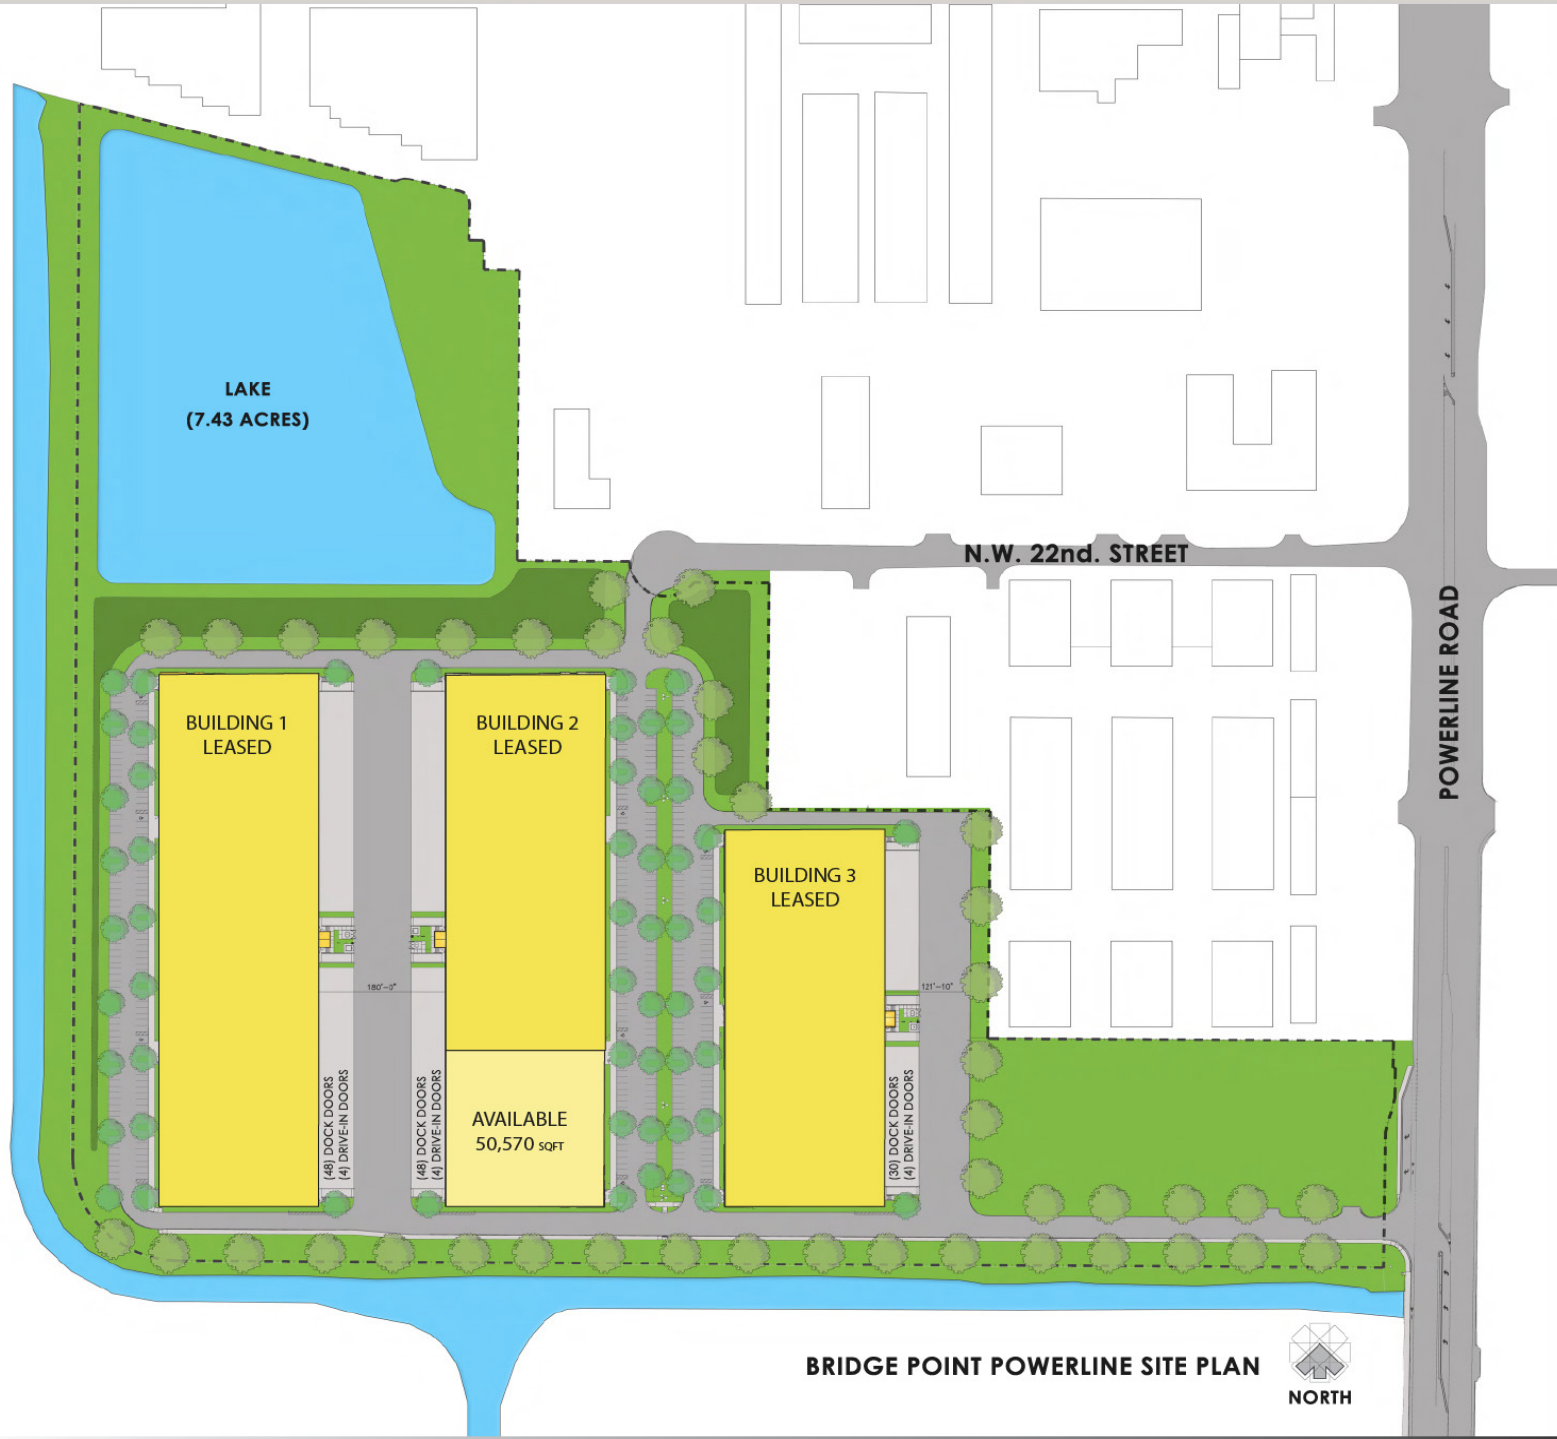 LAKE
(7.43 ACRES)
N.W. 22nd. STREET
POWERLINE ROAD
BUILDING 1
LEASED
BUILDING 2
LEASED
BUILDING 3
LEASED
180'-0"
121'-10"
(48) DOCK DOORS
(4) DRIVE-IN DOORS
(48) DOCK DOORS
(4) DRIVE-IN DOORS
AVAILABLE
50,570 SQFT
(30) DOCK DOORS
(4) DRIVE-IN DOORS
BRIDGE POINT POWERLINE SITE PLAN
NORTH